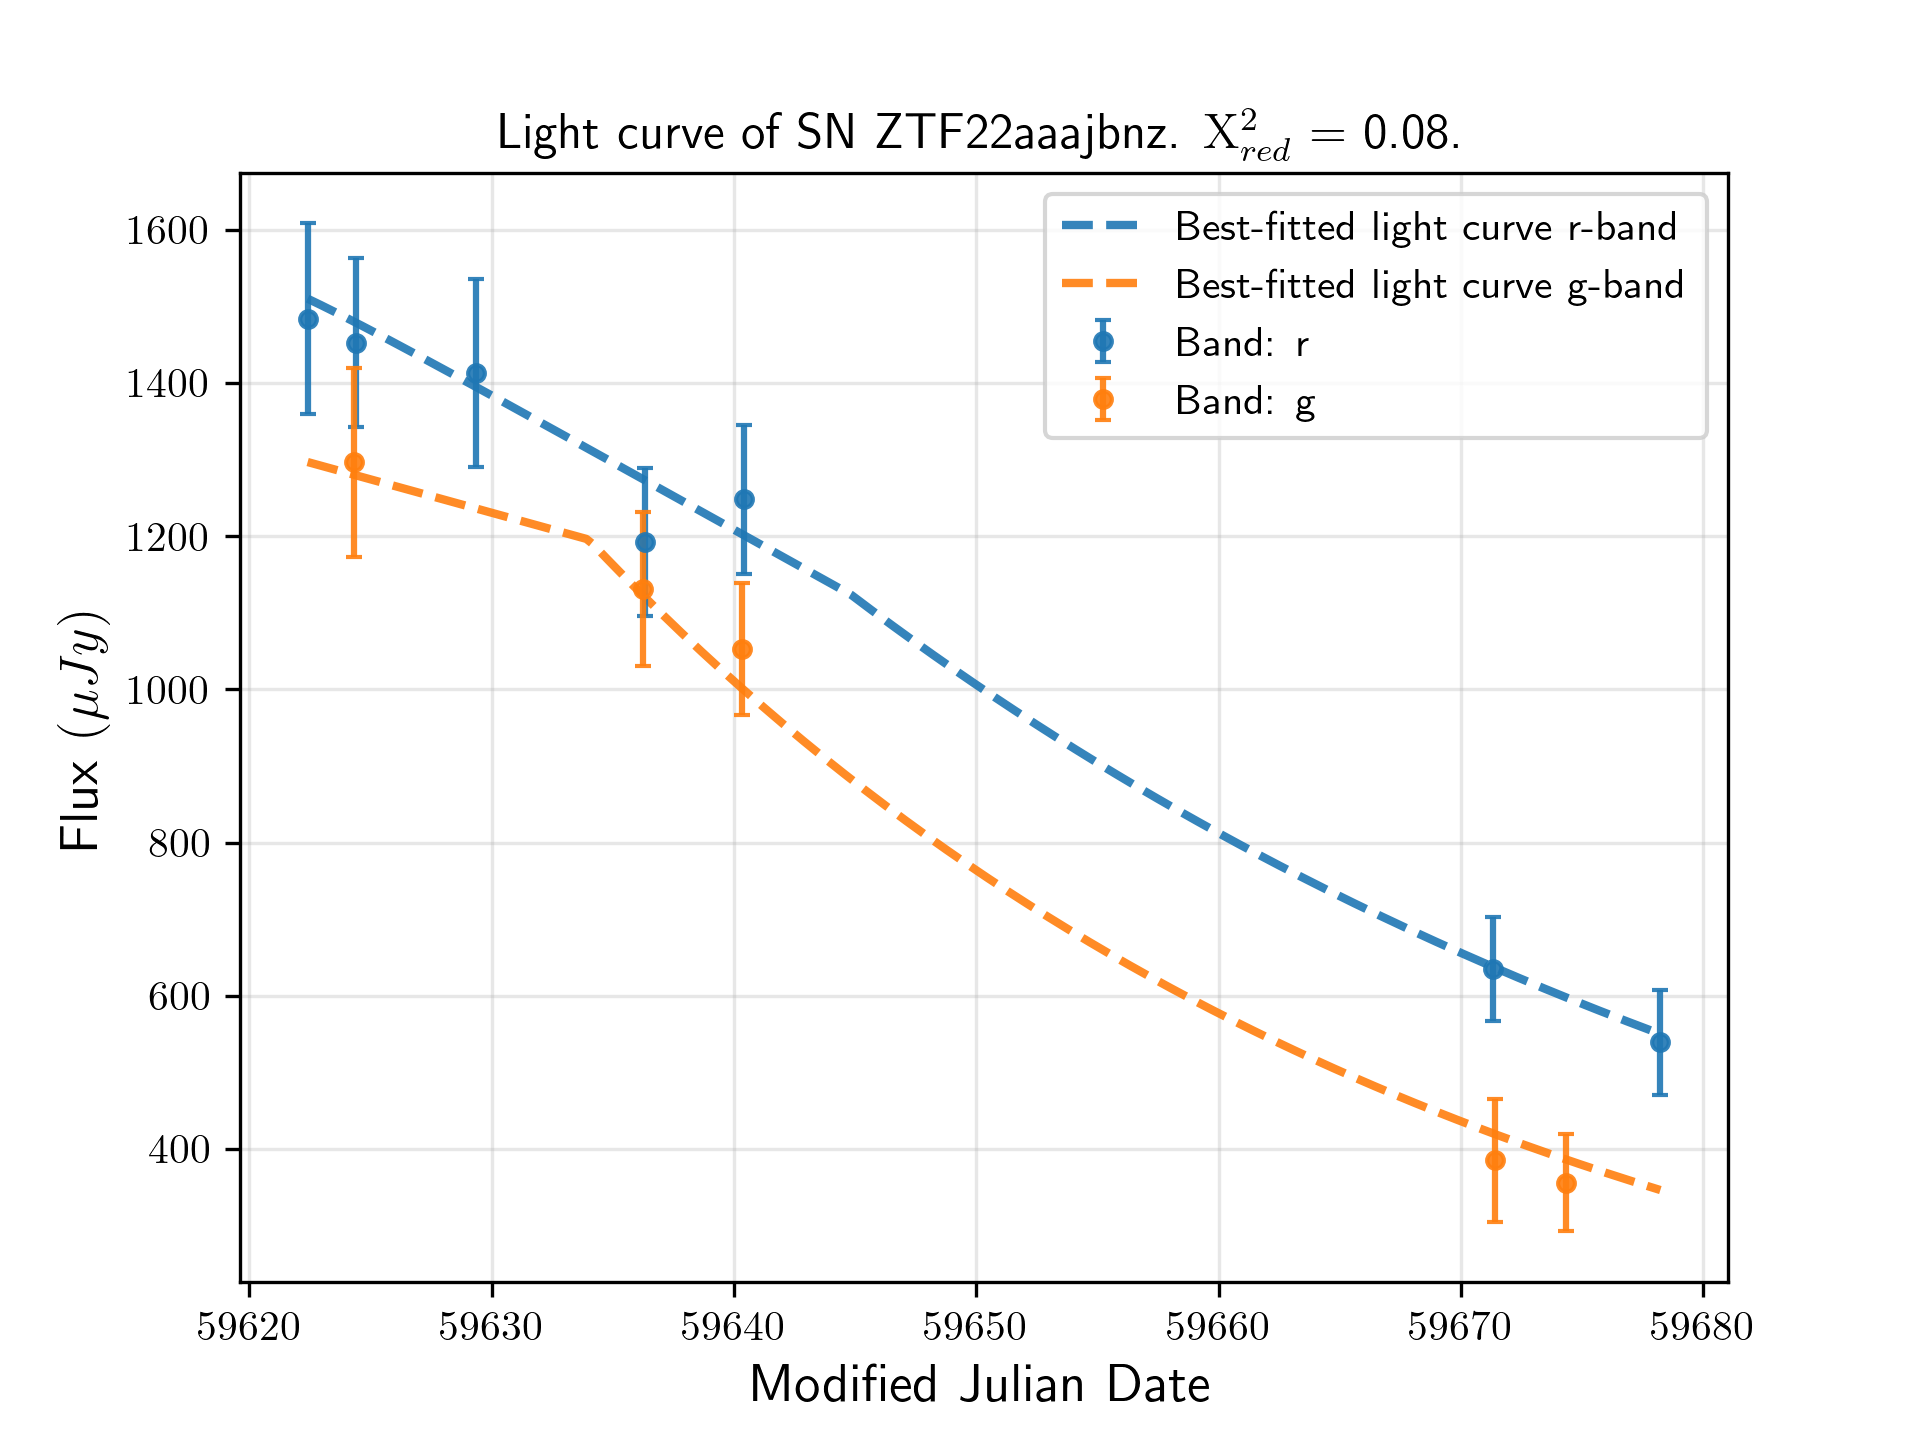 Light curve of SN ZTF22aaajbnz. X²_red = 0.08.
Best-fitted light curve r-band
Best-fitted light curve g-band
Band: r
Band: g
Flux (μJy)
1600
1400
1200
1000
800
600
400
59620 59630 59640 59650 59660 59670 59680
Modified Julian Date